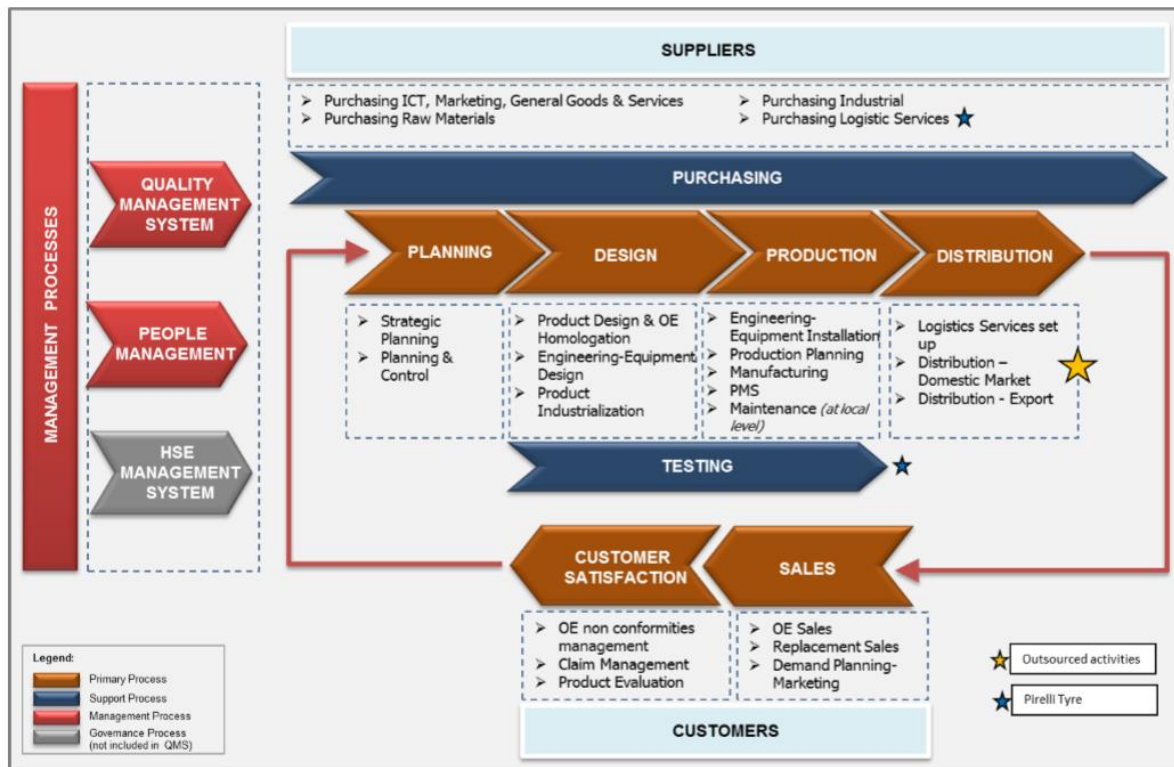 SUPPLIERS
➢ Purchasing ICT, Marketing, General Goods & Services
➢ Purchasing Raw Materials
➢ Purchasing Industrial
➢ Purchasing Logistic Services
PURCHASING
MANAGEMENT PROCESSES
QUALITY
MANAGEMENT
SYSTEM
PEOPLE
MANAGEMENT
HSE
MANAGEMENT
SYSTEM
PLANNING
DESIGN
PRODUCTION
DISTRIBUTION
➢ Strategic
Planning
➢ Planning &
Control
➢ Product Design & OE
Homologation
➢ Engineering-Equipment
Design
➢ Product
Industrialization
➢ Engineering-
Equipment Installation
➢ Production Planning
➢ Manufacturing
➢ PMS
➢ Maintenance (at local
level)
➢ Logistics Services set
up
➢ Distribution –
Domestic Market
➢ Distribution - Export
TESTING
CUSTOMER
SATISFACTION
SALES
➢ OE non conformities
management
➢ Claim Management
➢ Product Evaluation
➢ OE Sales
➢ Replacement Sales
➢ Demand Planning-
Marketing
CUSTOMERS
Legend:
Primary Process
Support Process
Management Process
Governance Process
(not included in QMS)
Outsourced activities
Pirelli Tyre